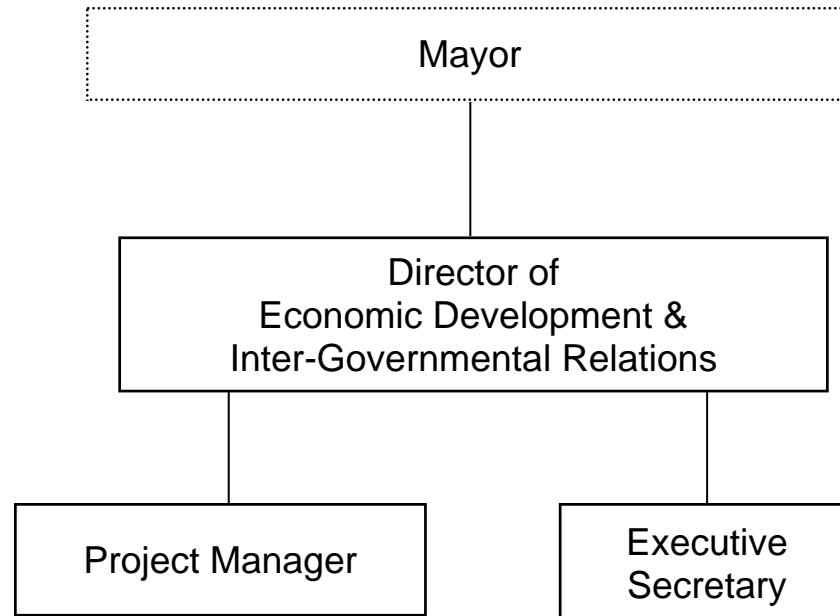 Mayor
Director of
Economic Development &
Inter-Governmental Relations
Project Manager
Executive
Secretary